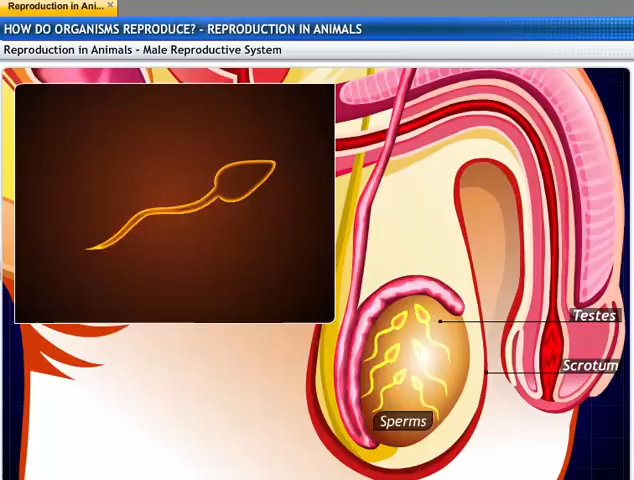 Reproduction in Ani...
HOW DO ORGANISMS REPRODUCE? - REPRODUCTION IN ANIMALS
Reproduction in Animals - Male Reproductive System
Testes
Scrotum
Sperms